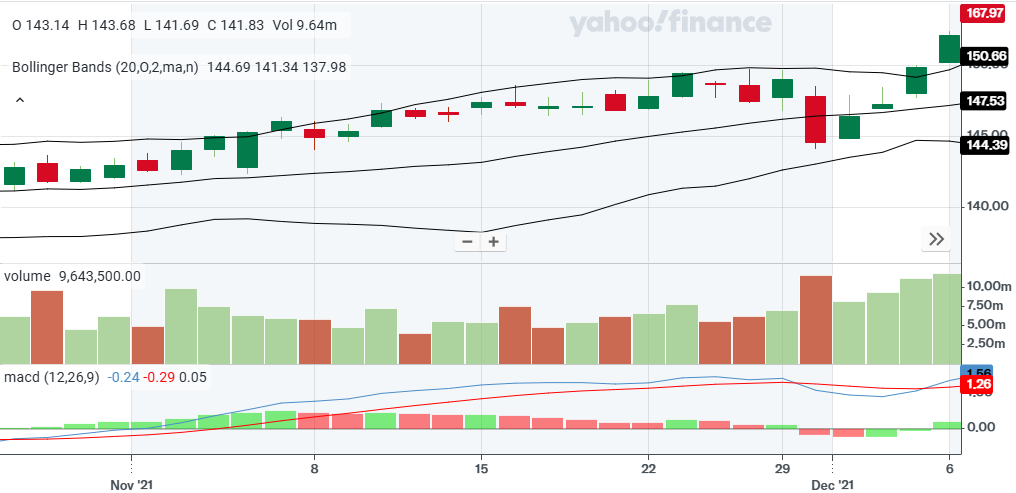 O 143.14 H 143.68 L 141.69 C 141.83 Vol 9.64m
yahoo!finance
167.97
Bollinger Bands (20,O,2,ma,n) 144.69 141.34 137.98
150.66
147.53
145.00
144.39
140.00
volume 9,643,500.00
10.00m
7.50m
5.00m
2.50m
macd (12,26,9) -0.24 -0.29 0.05
1.56
1.26
0.00
8
15
22
29
6
Nov '21
Dec '21